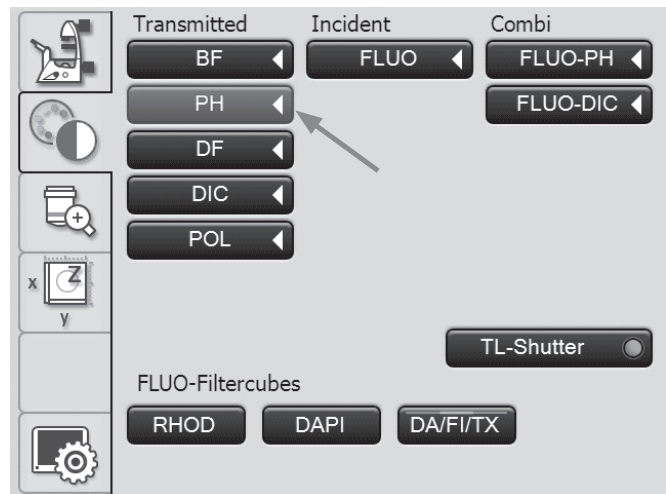 Transmitted Incident Combi
BF FLUO FLUO-PH
PH FLUO-DIC
DF
DIC
POL
x Z
y
TL-Shutter
FLUO-Filtercubes
RHOD DAPI DA/FI/TX